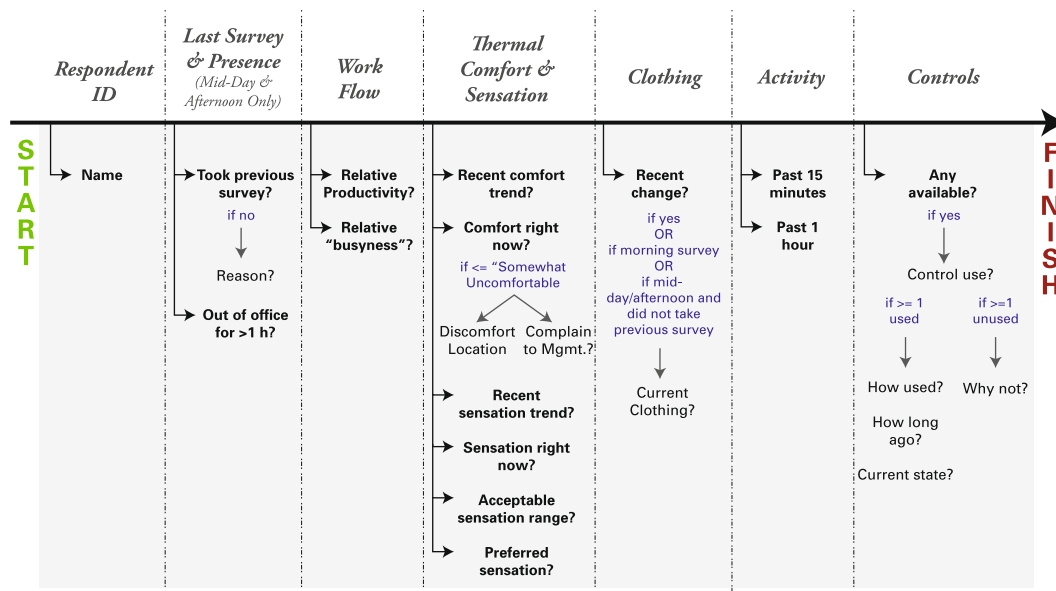 Respondent
ID
Last Survey
& Presence
(Mid-Day &
Afternoon Only)
Work
Flow
Thermal
Comfort &
Sensation
Clothing
Activity
Controls
START
Name
Took previous
survey?
if no
Reason?
Out of office
for >1 h?
Relative
Productivity?
Relative
“busyness”?
Recent comfort
trend?
Comfort right
now?
if <= “Somewhat
Uncomfortable
Discomfort
Location
Complain
to Mgmt.?
Recent
sensation trend?
Sensation right
now?
Acceptable
sensation range?
Preferred
sensation?
Recent
change?
if yes
OR
if morning survey
OR
if mid-
day/afternoon and
did not take
previous survey
Current
Clothing?
Past 15
minutes
Past 1
hour
Any
available?
if yes
Control use?
if >= 1
used
How used?
How long
ago?
Current state?
if >=1
unused
Why not?
FINISH